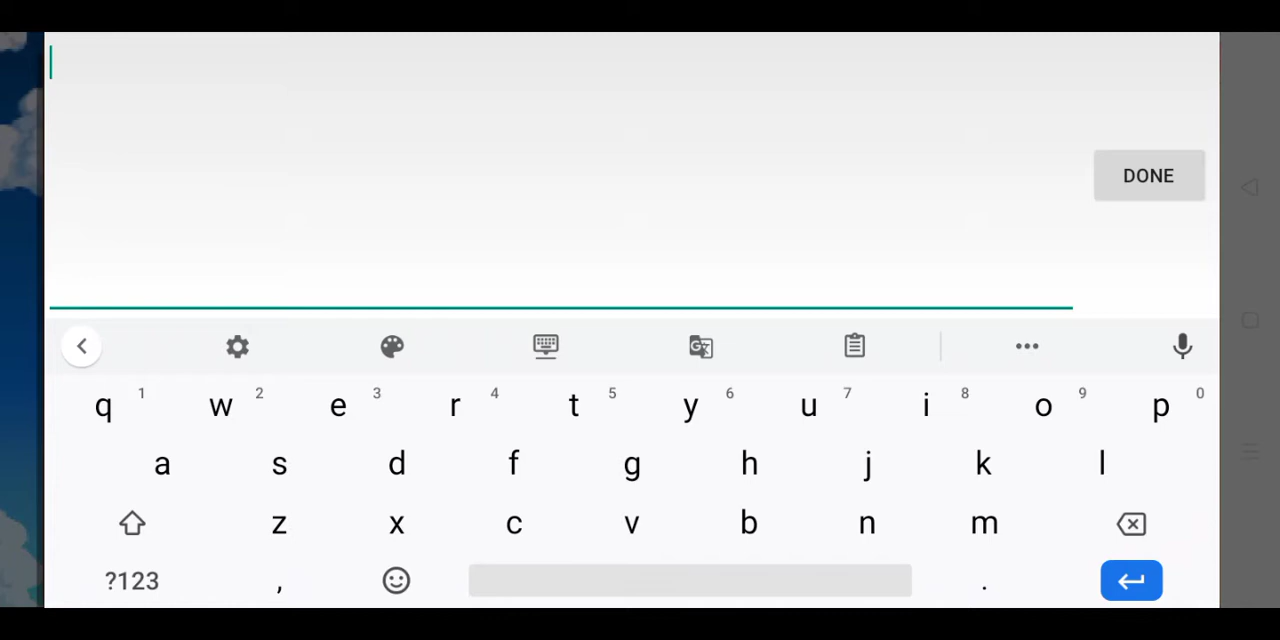 DONE
q 1 w 2 e 3 r 4 t 5 y 6 u 7 i 8 o 9 p 0
a s d f g h j k l
z x c v b n m
?123 , .